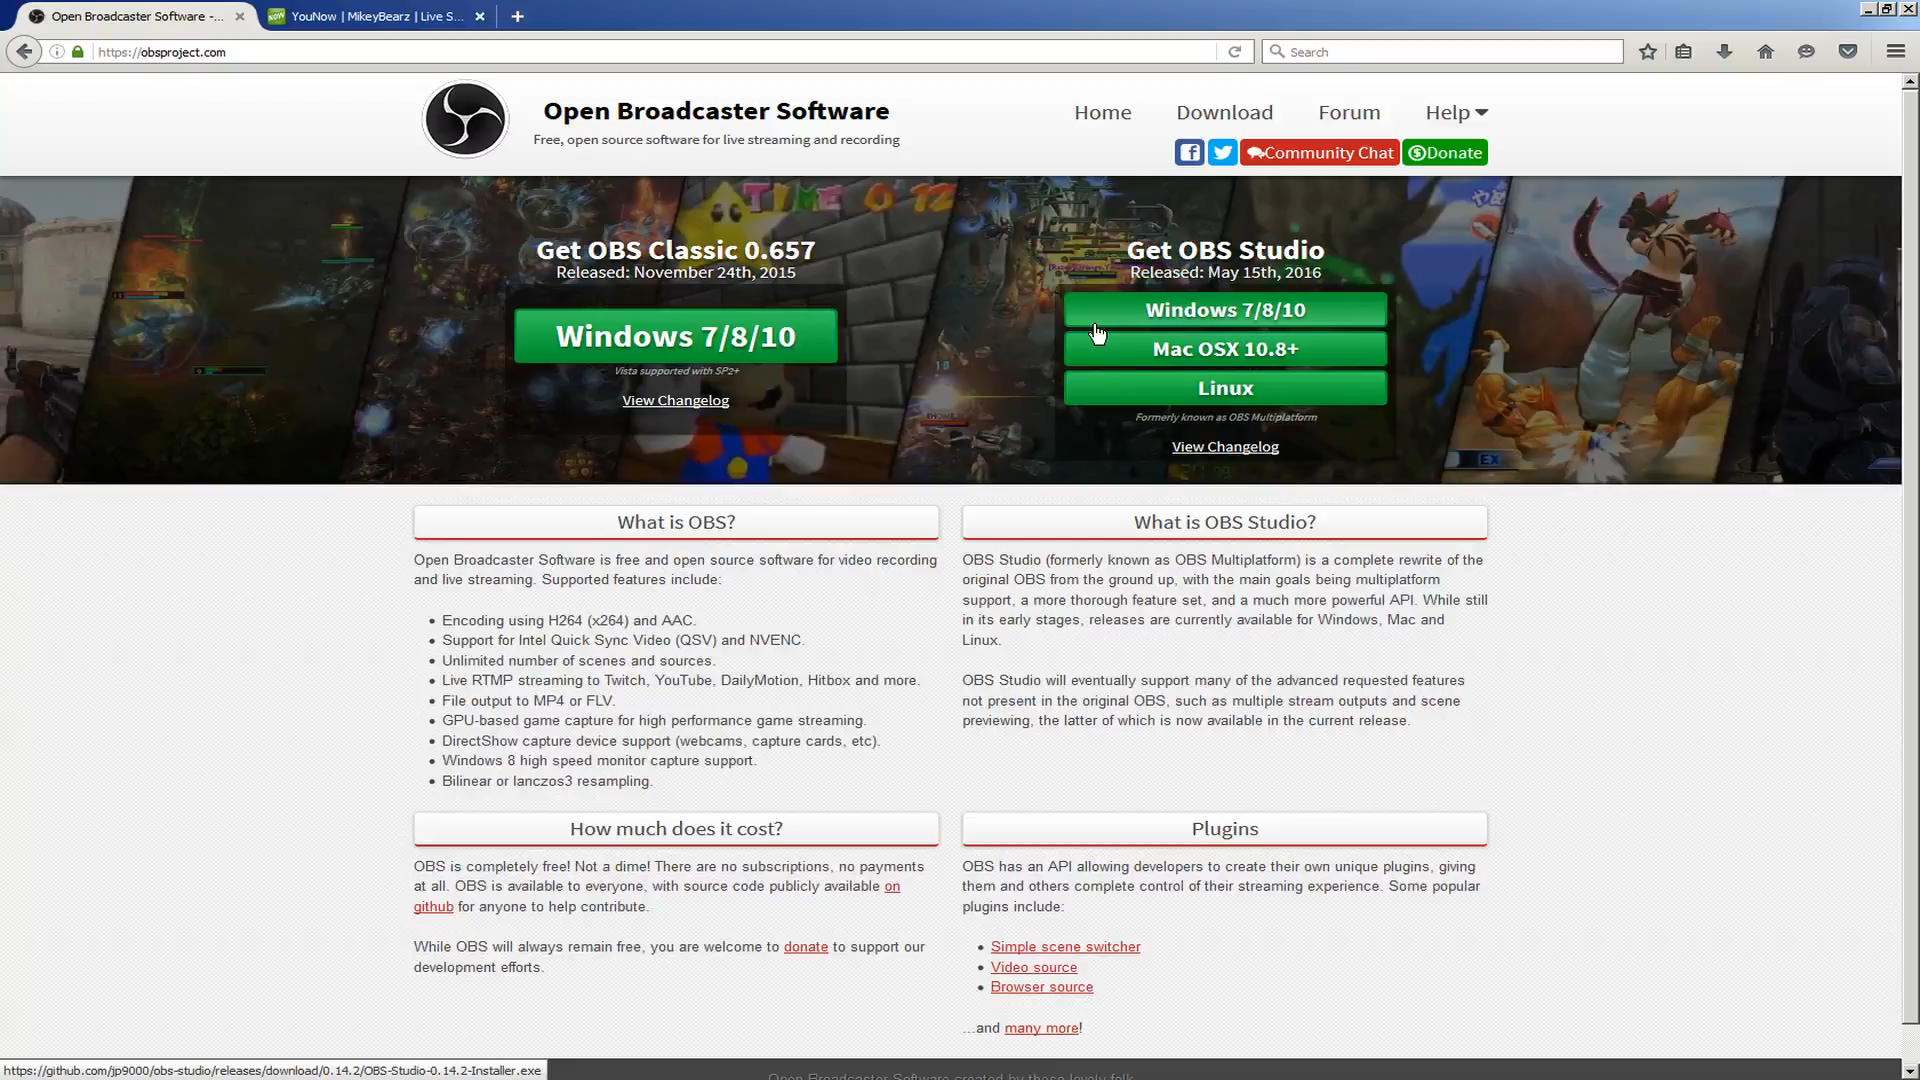 Open Broadcaster Software -...
YouNow | MikeyBearz | Live S...
https://obsproject.com
Search
Open Broadcaster Software
Free, open source software for live streaming and recording
Home
Download
Forum
Help
Community Chat
Donate
TIME 0 12
Get OBS Classic 0.657
Released: November 24th, 2015
Windows 7/8/10
Vista supported with SP2+
View Changelog
Get OBS Studio
Released: May 15th, 2016
Windows 7/8/10
Mac OSX 10.8+
Linux
Formerly known as OBS Multiplatform
View Changelog
EX
What is OBS?
Open Broadcaster Software is free and open source software for video recording
and live streaming. Supported features include:
• Encoding using H264 (x264) and AAC.
• Support for Intel Quick Sync Video (QSV) and NVENC.
• Unlimited number of scenes and sources.
• Live RTMP streaming to Twitch, YouTube, DailyMotion, Hitbox and more.
• File output to MP4 or FLV.
• GPU-based game capture for high performance game streaming.
• DirectShow capture device support (webcams, capture cards, etc).
• Windows 8 high speed monitor capture support.
• Bilinear or lanczos3 resampling.
What is OBS Studio?
OBS Studio (formerly known as OBS Multiplatform) is a complete rewrite of the
original OBS from the ground up, with the main goals being multiplatform
support, a more thorough feature set, and a much more powerful API. While still
in its early stages, releases are currently available for Windows, Mac and
Linux.
OBS Studio will eventually support many of the advanced requested features
not present in the original OBS, such as multiple stream outputs and scene
previewing, the latter of which is now available in the current release.
How much does it cost?
OBS is completely free! Not a dime! There are no subscriptions, no payments
at all. OBS is available to everyone, with source code publicly available on
github for anyone to help contribute.
While OBS will always remain free, you are welcome to donate to support our
development efforts.
Plugins
OBS has an API allowing developers to create their own unique plugins, giving
them and others complete control of their streaming experience. Some popular
plugins include:
• Simple scene switcher
• Video source
• Browser source
...and many more!
https://github.com/jp9000/obs-studio/releases/download/0.14.2/OBS-Studio-0.14.2-Installer.exe
Open Broadcaster Software created by these lovely folk